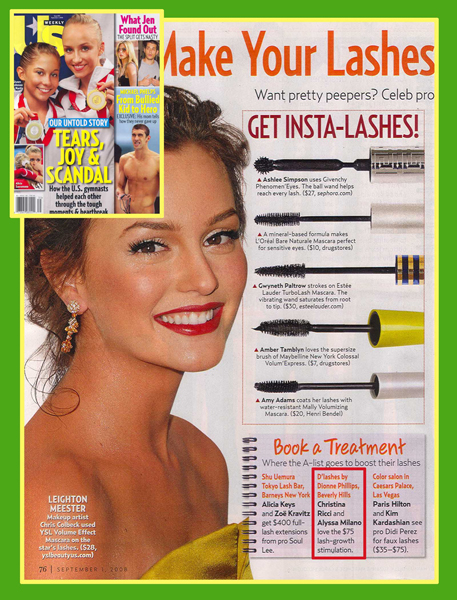 Us
WEEKLY
What Jen
Found Out
THE SPLIT GETS NASTY
From Bullied
Kid to Hero
OUR UNTOLD STORY
TEARS,
JOY &
SCANDAL
How the U.S. gymnasts
helped each other
through the tough
moments & heartbreak
Make Your Lashes
Want pretty peepers? Celeb pro
GET INSTA-LASHES!
▲ Ashlee Simpson uses Givenchy
Phenomen'Eyes. The ball wand helps
reach every lash. ($27, sephora.com)
▲ A mineral-based formula makes
L'Oréal Bare Naturale Mascara perfect
for sensitive eyes. ($10, drugstores)
▲ Gwyneth Paltrow strokes on Estée
Lauder TurboLash Mascara. The
vibrating wand saturates from root
to tip. ($30, esteelauder.com)
▲ Amber Tamblyn loves the supersize
brush of Maybelline New York Colossal
Volum'Express. ($7, drugstores)
▲ Amy Adams coats her lashes with
water-resistant Mally Volumizing
Mascara. ($20, Henri Bendel)
Book a Treatment
Where the A-list goes to boost their lashes
Shu Uemura
Tokyo Lash Bar,
Barneys New York
Alicia Keys
and Zoë Kravitz
get $400 full-
lash extensions
from pro Soul
Lee.
D'lashes by
Dionne Phillips,
Beverly Hills
Christina
Ricci and
Alyssa Milano
love the $75
lash-growth
stimulation.
Color salon in
Caesars Palace,
Las Vegas
Paris Hilton
and Kim
Kardashian see
pro Didi Perez
for faux lashes
($35–$75).
LEIGHTON
MEESTER
Makeup artist
Chris Colbeck used
YSL Volume Effect
Mascara on the
star's lashes. ($28,
yslbeautyus.com)
76 | SEPTEMBER 1, 2008